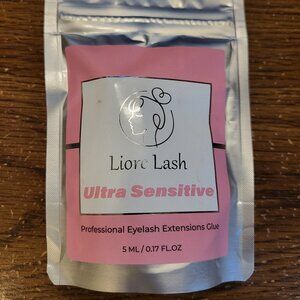 Liore Lash
Ultra Sensitive
Professional Eyelash Extensions Glue
5 ML / 0.17 FL.OZ